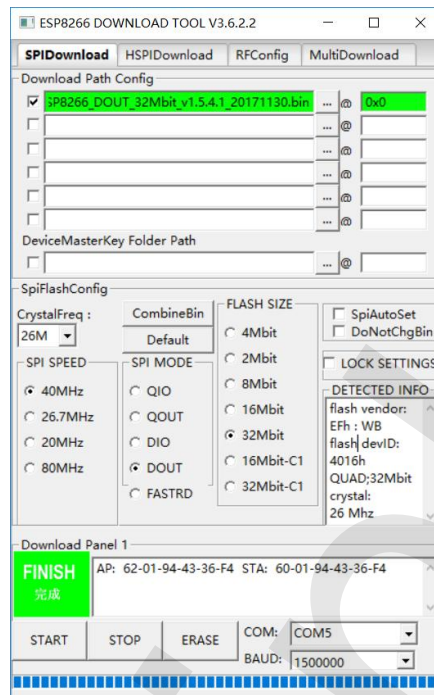 ESP8266 DOWNLOAD TOOL V3.6.2.2
SPIDownload HSPIDownload RFConfig MultiDownload
Download Path Config
SP8266_DOUT_32Mbit_v1.5.4.1_20171130.bin ... @ 0x0
... @
... @
... @
... @
... @
DeviceMasterKey Folder Path
... @
SpiFlashConfig
CrystalFreq :
26M
CombineBin
Default
SPI SPEED
40MHz
26.7MHz
20MHz
80MHz
SPI MODE
QIO
QOUT
DIO
DOUT
FASTRD
FLASH SIZE
4Mbit
2Mbit
8Mbit
16Mbit
32Mbit
16Mbit-C1
32Mbit-C1
SpiAutoSet
DoNotChgBin
LOCK SETTINGS
DETECTED INFO
flash vendor:
EFh : WB
flash devID:
4016h
QUAD;32Mbit
crystal:
26 Mhz
Download Panel 1
FINISH
完成
AP: 62-01-94-43-36-F4 STA: 60-01-94-43-36-F4
START STOP ERASE
COM: COM5
BAUD: 1500000